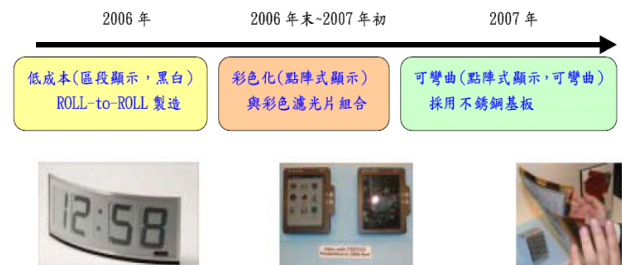 2006 年
2006 年末~2007 年初
2007 年
低成本(區段顯示，黑白)
ROLL-to-ROLL 製造
彩色化(點陣式顯示)
與彩色濾光片組合
可彎曲(點陣式顯示,可彎曲)
採用不銹鋼基板
12:58